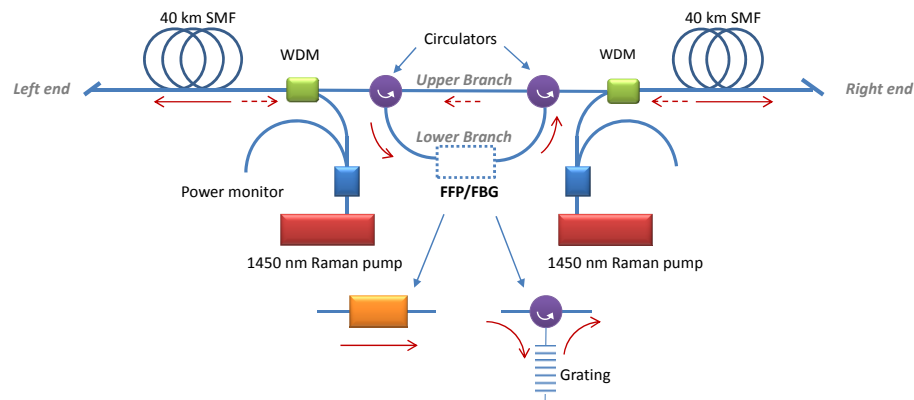 40 km SMF
40 km SMF
WDM
Circulators
WDM
Left end
Upper Branch
Right end
Lower Branch
Power monitor
FFP/FBG
1450 nm Raman pump
1450 nm Raman pump
Grating